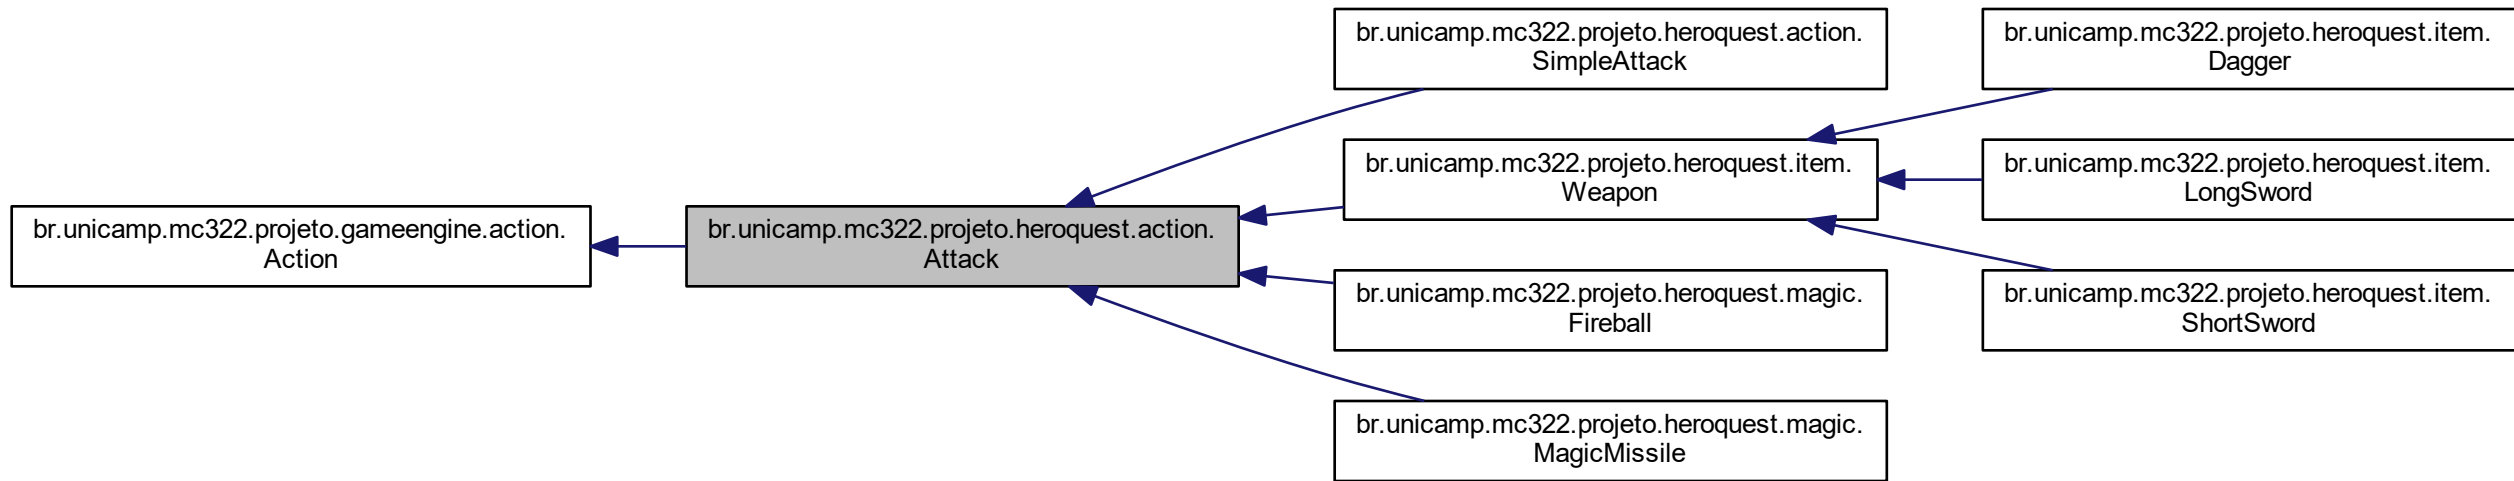 br.unicamp.mc322.projeto.gameengine.action.
Action
br.unicamp.mc322.projeto.heroquest.action.
Attack
br.unicamp.mc322.projeto.heroquest.action.
SimpleAttack
br.unicamp.mc322.projeto.heroquest.item.
Weapon
br.unicamp.mc322.projeto.heroquest.magic.
Fireball
br.unicamp.mc322.projeto.heroquest.magic.
MagicMissile
br.unicamp.mc322.projeto.heroquest.item.
Dagger
br.unicamp.mc322.projeto.heroquest.item.
LongSword
br.unicamp.mc322.projeto.heroquest.item.
ShortSword